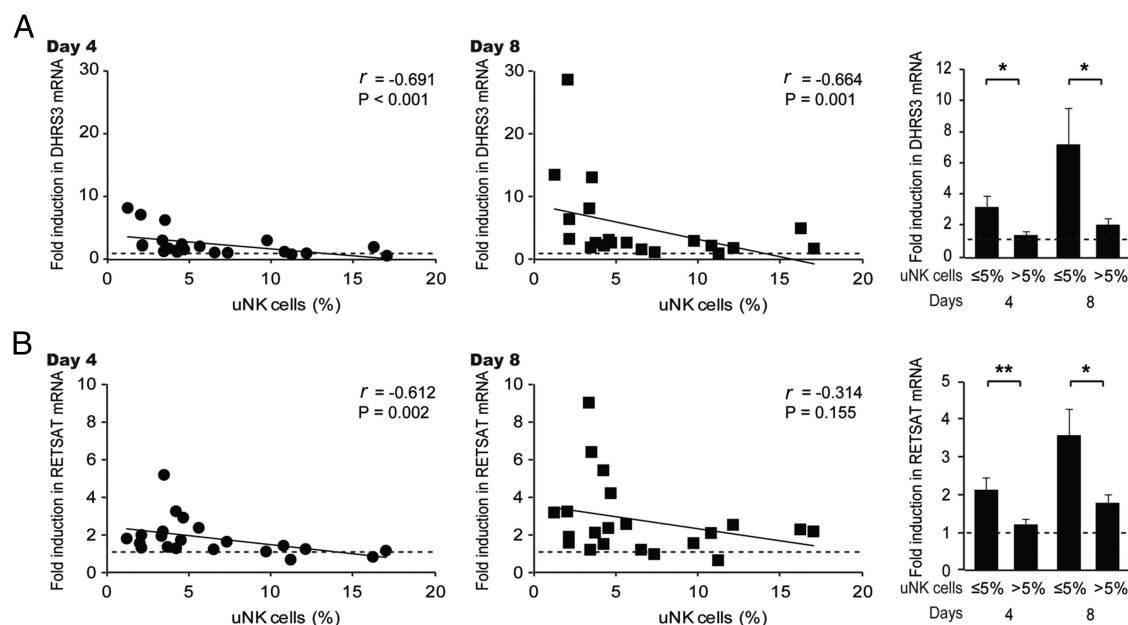 A
Day 4
Fold induction in DHRS3 mRNA
30
20
10
0
r = -0.691
P < 0.001
0 5 10 15 20
uNK cells (%)
Day 8
Fold induction in DHRS3 mRNA
30
20
10
0
r = -0.664
P = 0.001
0 5 10 15 20
uNK cells (%)
Fold induction in DHRS3 mRNA
12
10
8
6
4
2
0
* *
uNK cells ≤5% >5% ≤5% >5%
Days 4 8
B
Day 4
Fold induction in RETSAT mRNA
10
8
6
4
2
0
r = -0.612
P = 0.002
0 5 10 15 20
uNK cells (%)
Day 8
Fold induction in RETSAT mRNA
10
8
6
4
2
0
r = -0.314
P = 0.155
0 5 10 15 20
uNK cells (%)
Fold induction in RETSAT mRNA
5
4
3
2
1
0
** *
uNK cells ≤5% >5% ≤5% >5%
Days 4 8